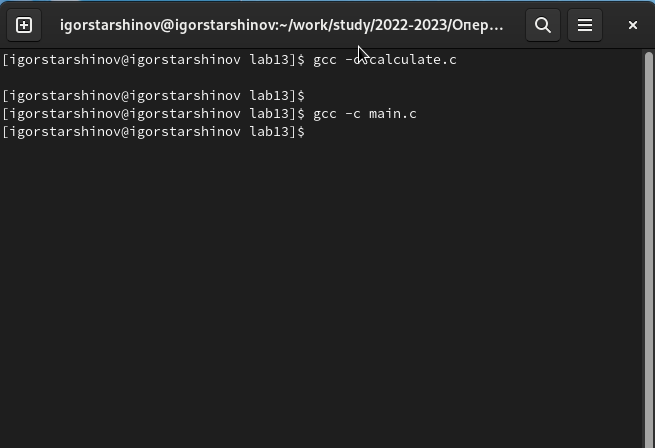 igorstarshinov@igorstarshinov:~/work/study/2022-2023/Опер...
[igorstarshinov@igorstarshinov lab13]$ gcc -c calculate.c
[igorstarshinov@igorstarshinov lab13]$
[igorstarshinov@igorstarshinov lab13]$ gcc -c main.c
[igorstarshinov@igorstarshinov lab13]$